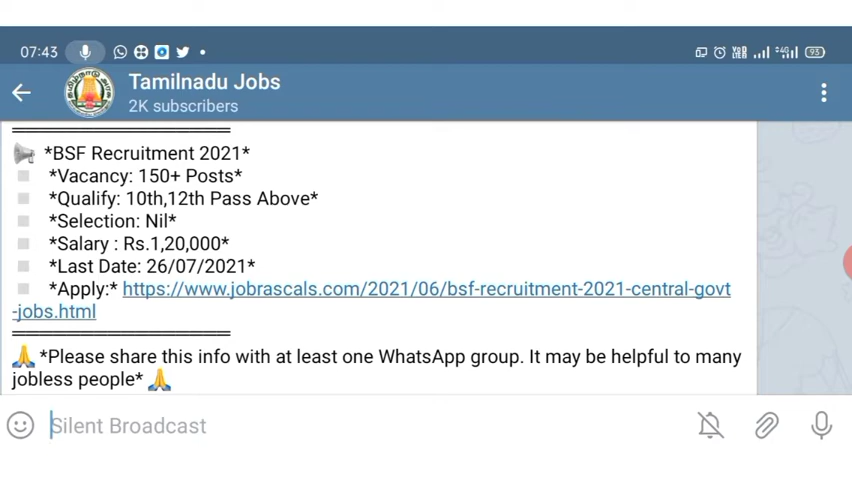 07:43
93
Tamilnadu Jobs
2K subscribers
*BSF Recruitment 2021*
*Vacancy: 150+ Posts*
*Qualify: 10th,12th Pass Above*
*Selection: Nil*
*Salary : Rs.1,20,000*
*Last Date: 26/07/2021*
*Apply:* https://www.jobrascals.com/2021/06/bsf-recruitment-2021-central-govt
-jobs.html
*Please share this info with at least one WhatsApp group. It may be helpful to many
jobless people*
Silent Broadcast